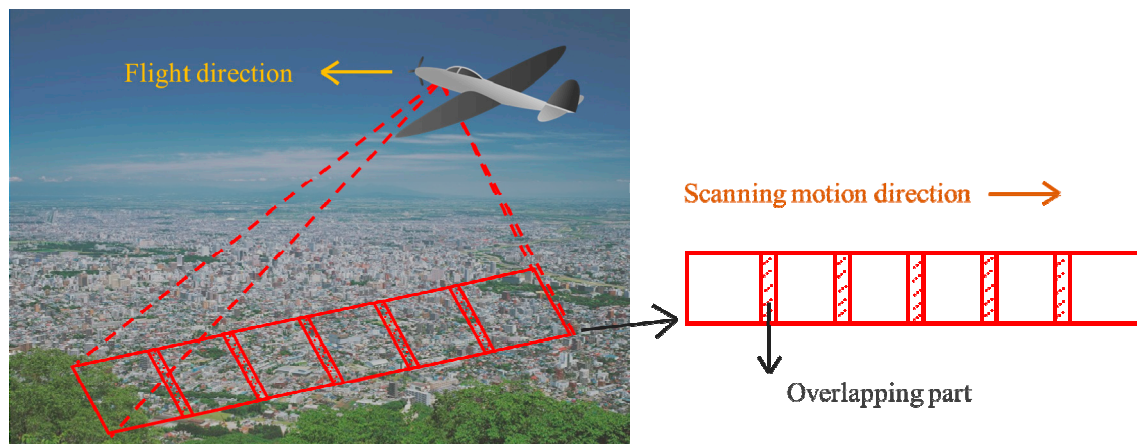 Flight direction
Scanning motion direction
Overlapping part